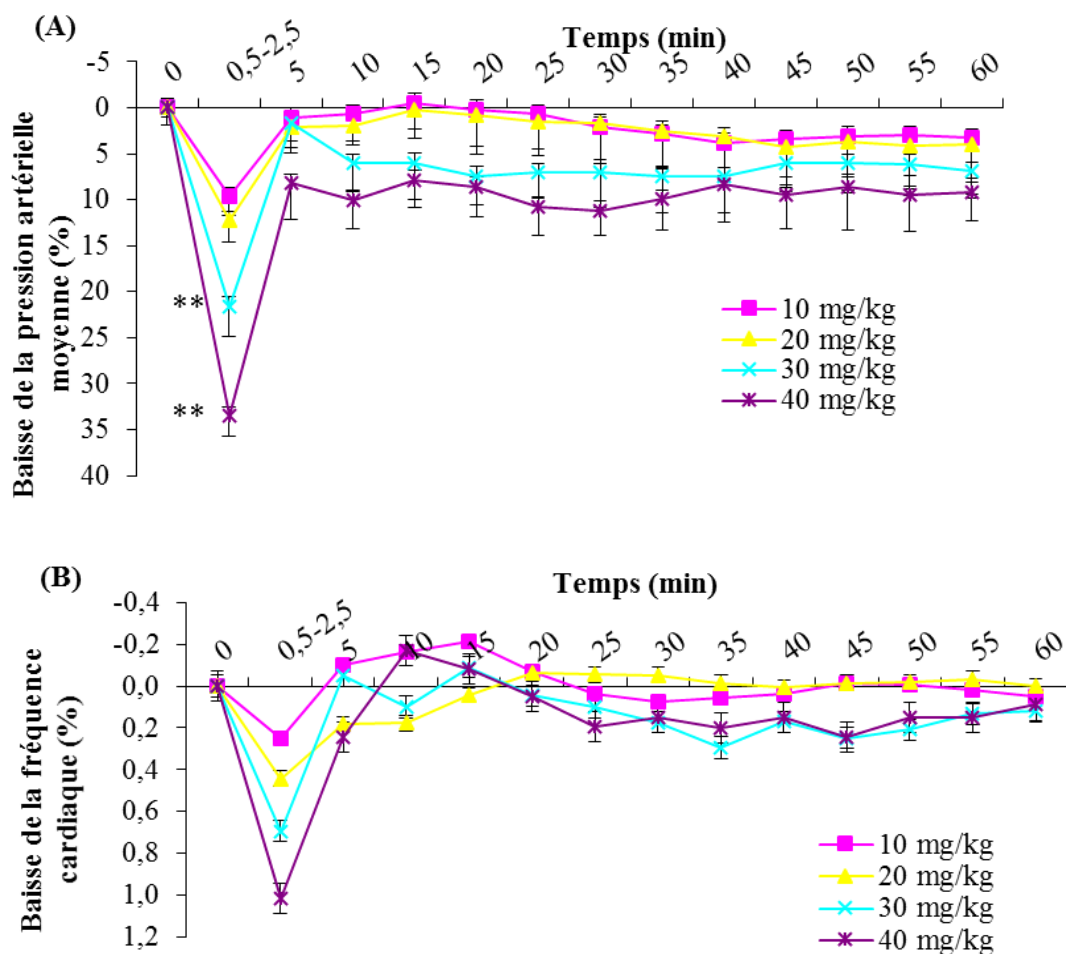 (A)
Temps (min)
0 0,5-2,5 5 10 15 20 25 30 35 40 45 50 55 60
-5
0
5
10
15
20
25
30
35
40
Baisse de la pression artérielle
moyenne (%)
**
**
10 mg/kg
20 mg/kg
30 mg/kg
40 mg/kg
(B)
Temps (min)
0 0,5-2,5 5 10 15 20 25 30 35 40 45 50 55 60
-0,4
-0,2
0,0
0,2
0,4
0,6
0,8
1,0
1,2
Baisse de la fréquence
cardiaque (%)
10 mg/kg
20 mg/kg
30 mg/kg
40 mg/kg